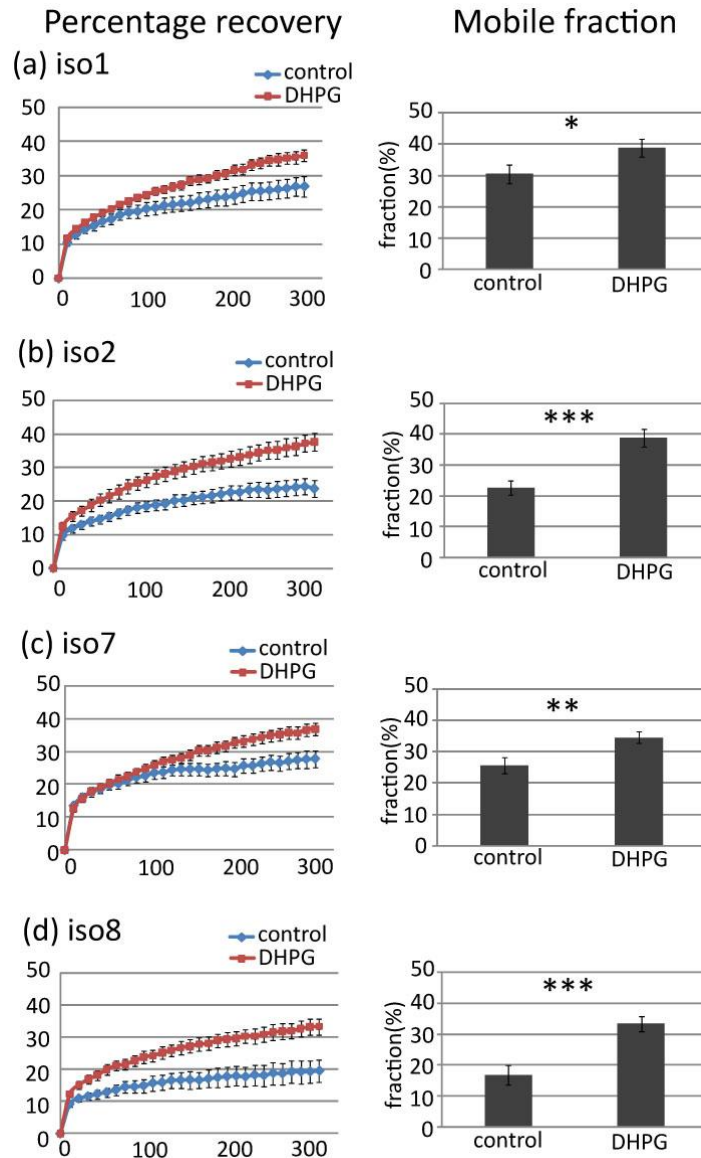 Percentage recovery
Mobile fraction
(a) iso1
control
DHPG
50
40
30
20
10
0
0
100
200
300
50
40
30
20
10
0
fraction(%)
*
control
DHPG
(b) iso2
control
DHPG
50
40
30
20
10
0
0
100
200
300
50
40
30
20
10
0
fraction(%)
***
control
DHPG
(c) iso7
control
DHPG
50
40
30
20
10
0
0
100
200
300
50
40
30
20
10
0
fraction(%)
**
control
DHPG
(d) iso8
control
DHPG
50
40
30
20
10
0
0
100
200
300
50
40
30
20
10
0
fraction(%)
***
control
DHPG